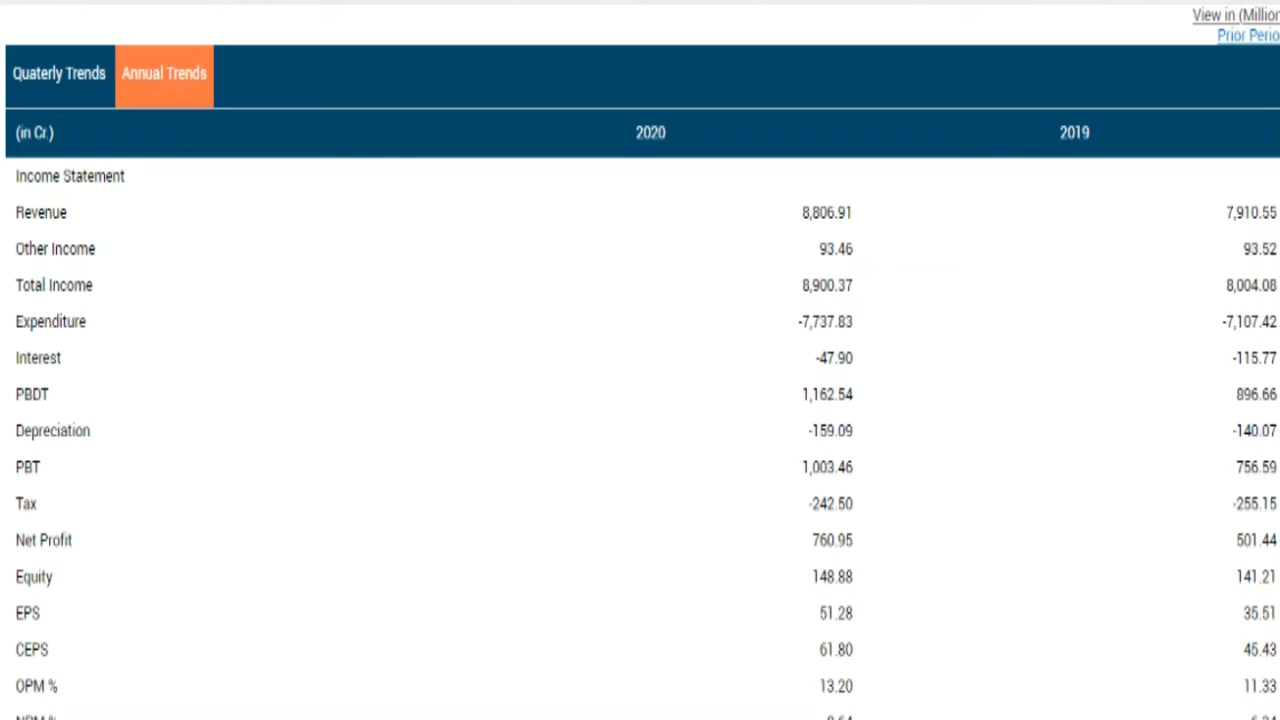 View in (Million
Prior Perio
Quaterly Trends Annual Trends
(in Cr.) 2020 2019
Income Statement
Revenue 8,806.91 7,910.55
Other Income 93.46 93.52
Total Income 8,900.37 8,004.08
Expenditure -7,737.83 -7,107.42
Interest -47.90 -115.77
PBDT 1,162.54 896.66
Depreciation -159.09 -140.07
PBT 1,003.46 756.59
Tax -242.50 -255.15
Net Profit 760.95 501.44
Equity 148.88 141.21
EPS 51.28 35.51
CEPS 61.80 45.43
OPM % 13.20 11.33